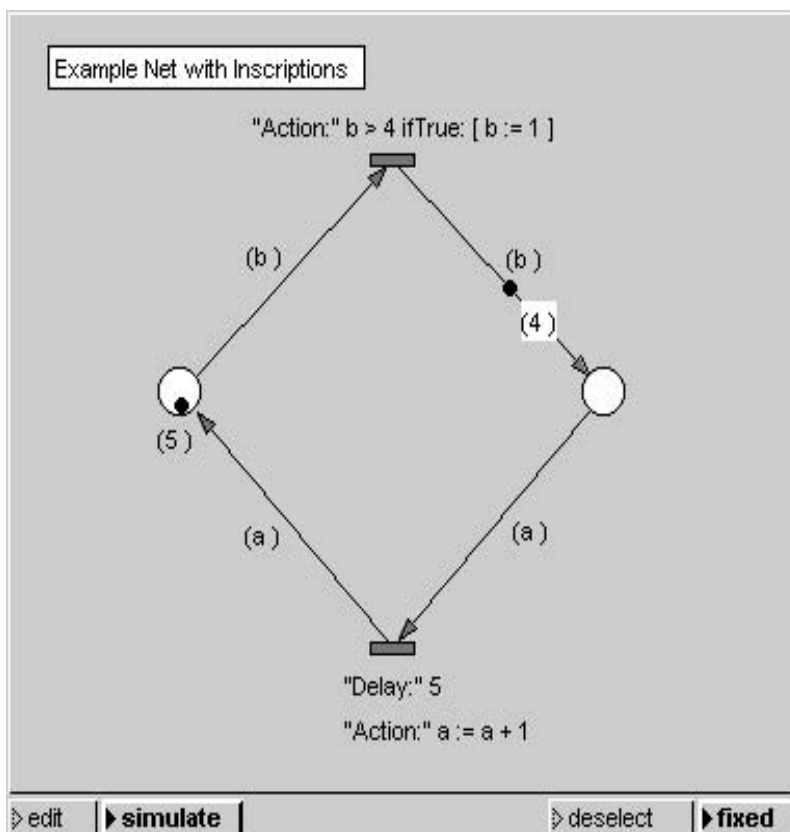 Example Net with Inscriptions
"Action:" b > 4 ifTrue: [ b := 1 ]
(b )
(b )
(4 )
(5 )
(a )
(a )
"Delay:" 5
"Action:" a := a + 1
edit
simulate
deselect
fixed